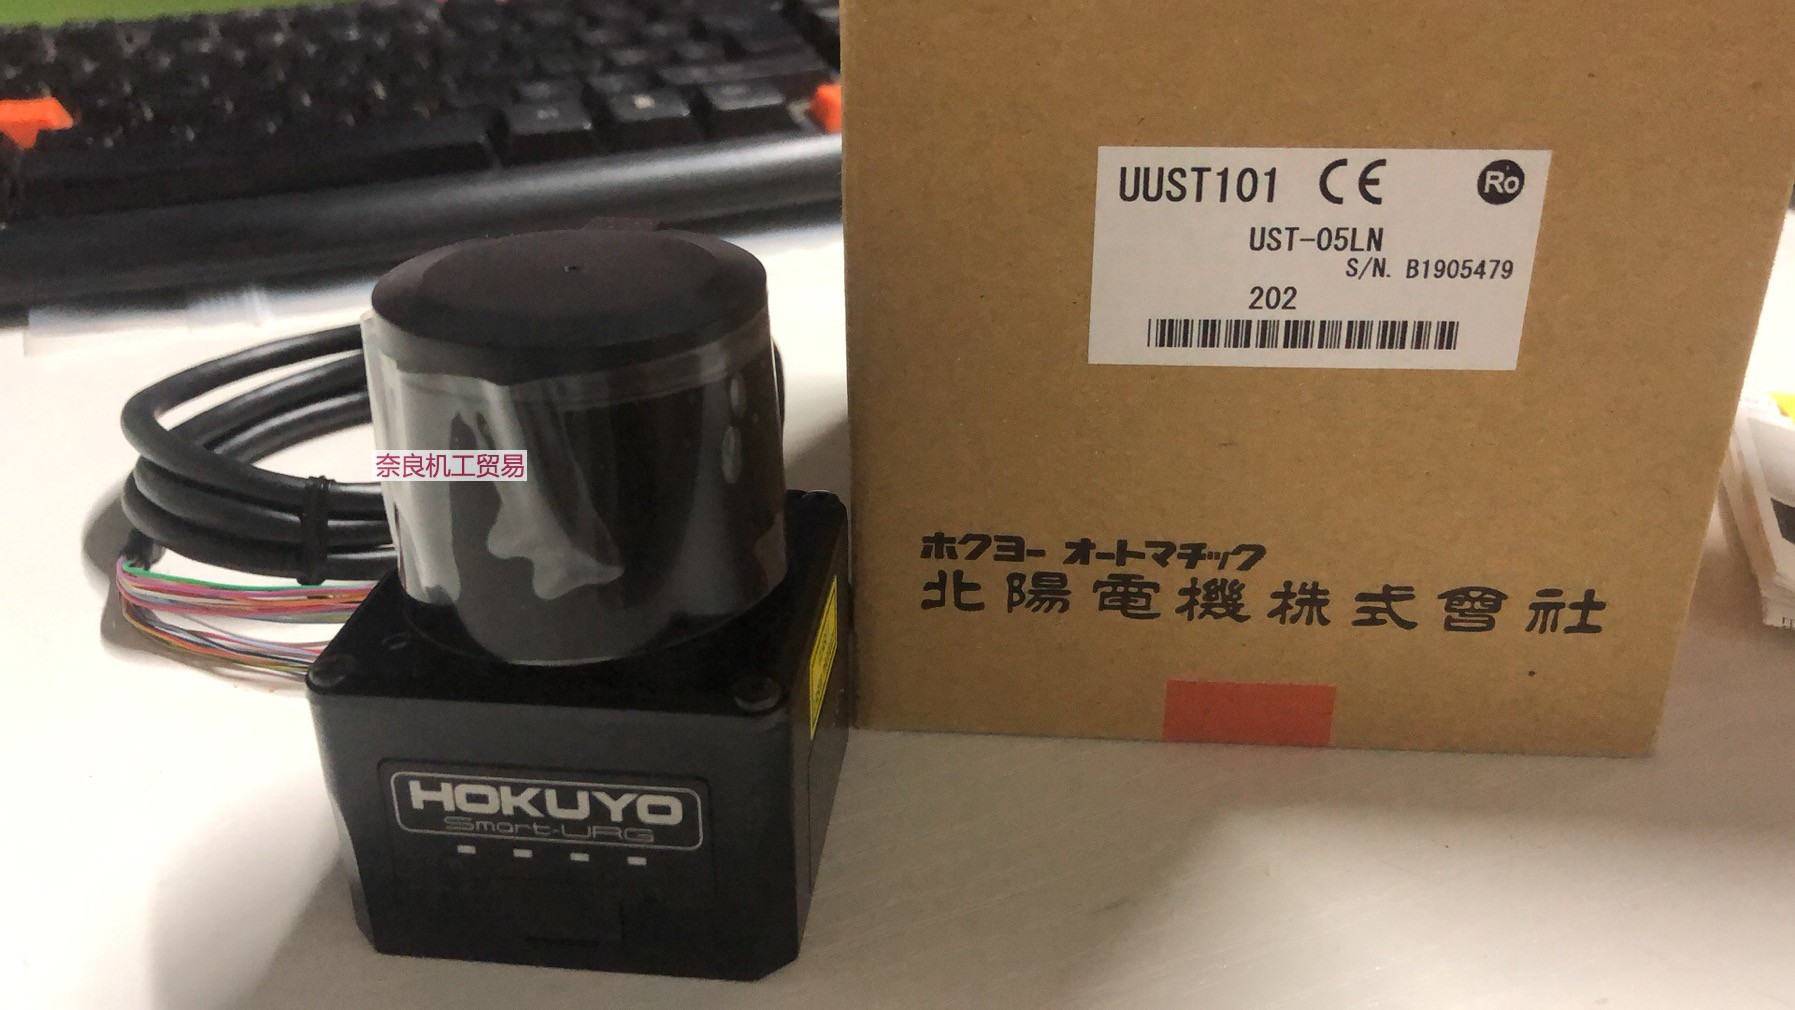 UUST101 CE Ro
UST-05LN
S/N. B1905479
202
奈良机工贸易
ホクヨー オートマチック
北陽電機株式會社
HOKUYO
Smart-URG